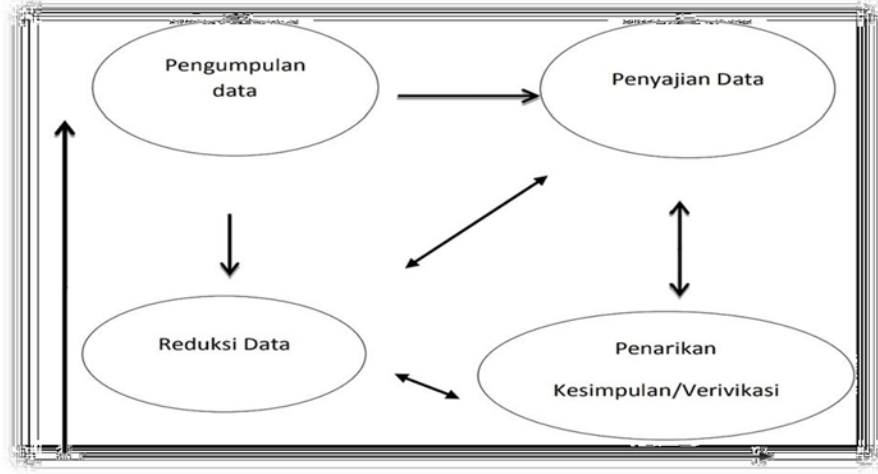 Pengumpulan
data
Penyajian Data
Reduksi Data
Penarikan
Kesimpulan/Verivikasi